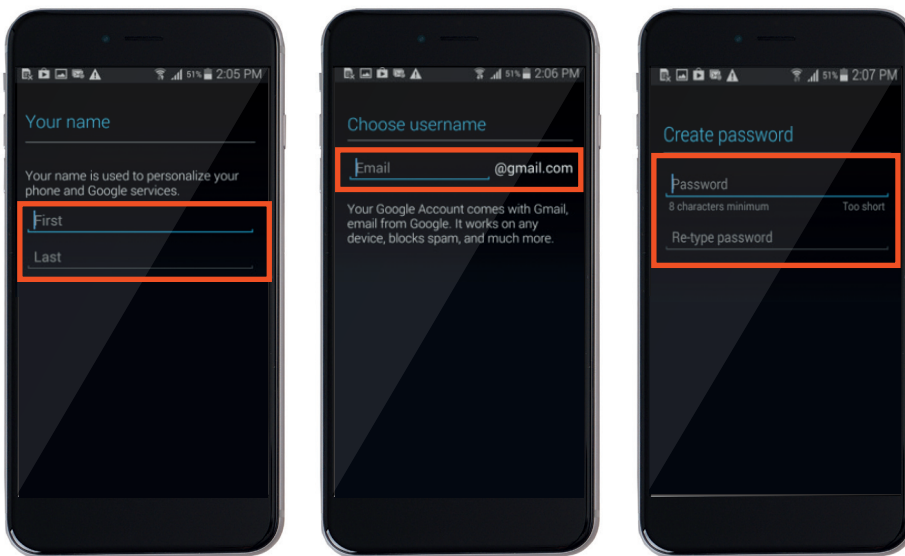 51% 2:05 PM
Your name
Your name is used to personalize your
phone and Google services.
First
Last
51% 2:06 PM
Choose username
Email @gmail.com
Your Google Account comes with Gmail,
email from Google. It works on any
device, blocks spam, and much more.
51% 2:07 PM
Create password
Password
8 characters minimum Too short
Re-type password